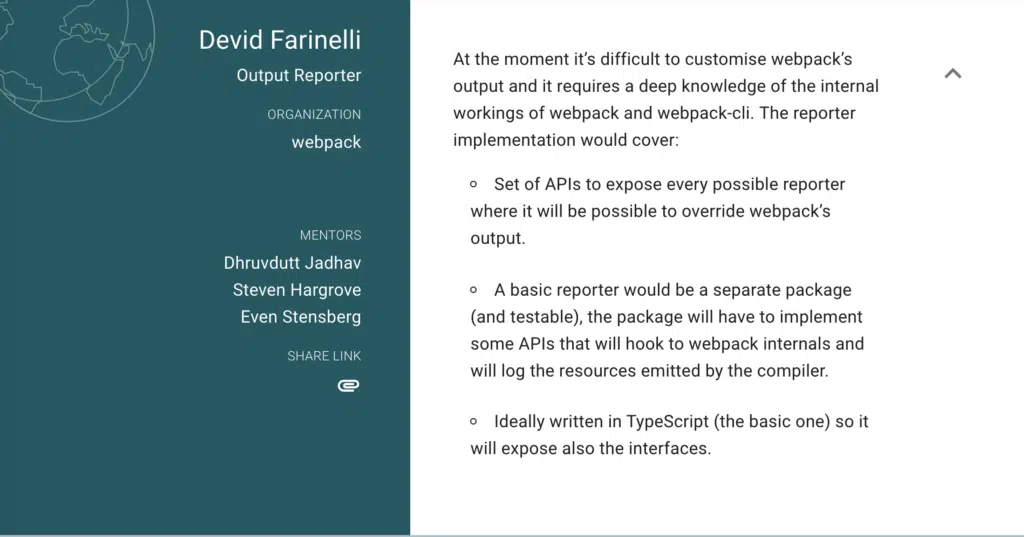 Devid Farinelli
Output Reporter
ORGANIZATION
webpack
MENTORS
Dhruvdutt Jadhav
Steven Hargrove
Even Stensberg
SHARE LINK
At the moment it’s difficult to customise webpack’s
output and it requires a deep knowledge of the internal
workings of webpack and webpack-cli. The reporter
implementation would cover:
Set of APIs to expose every possible reporter
where it will be possible to override webpack’s
output.
A basic reporter would be a separate package
(and testable), the package will have to implement
some APIs that will hook to webpack internals and
will log the resources emitted by the compiler.
Ideally written in TypeScript (the basic one) so it
will expose also the interfaces.